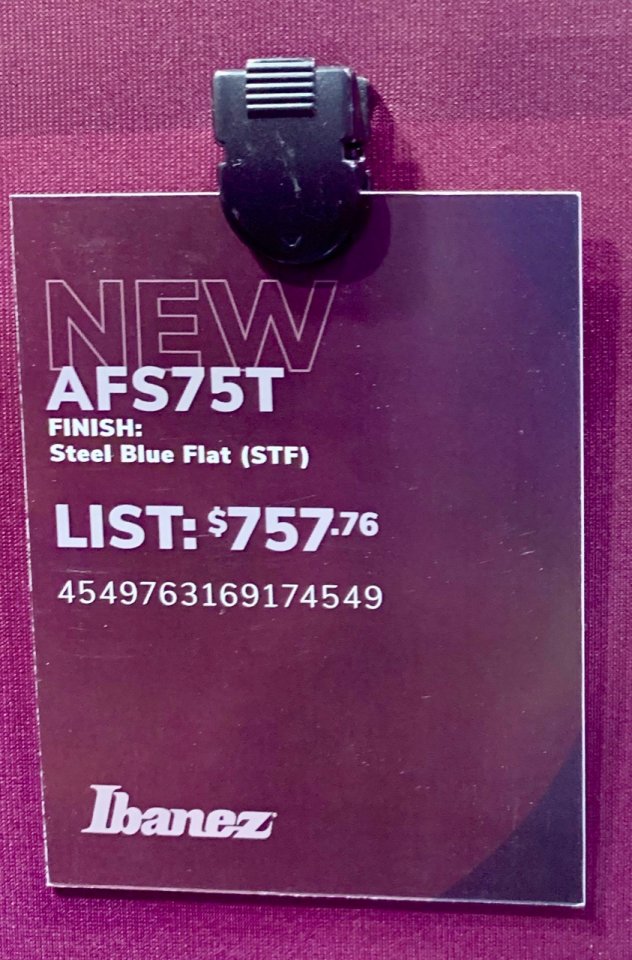 NEW
AFS75T
FINISH:
Steel Blue Flat (STF)
LIST: $757.76
4549763169174549
Ibanez